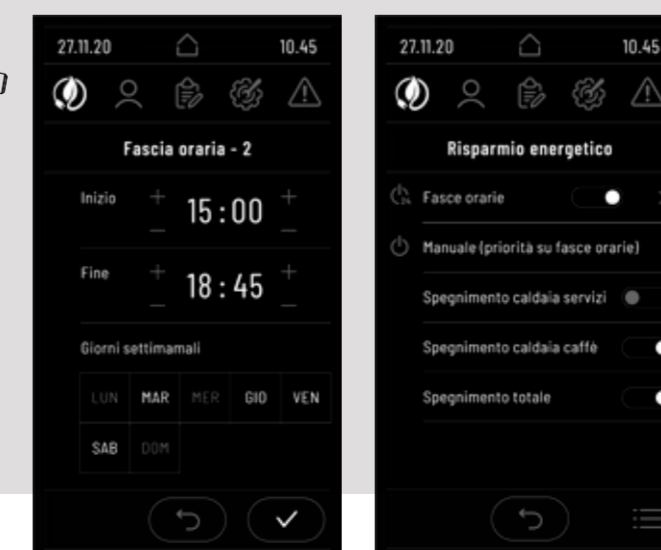 27.11.20 10.45
Fascia oraria - 2
Inizio 15:00
Fine 18:45
Giorni settimamali
LUN MAR MER GIO VEN
SAB DOM
27.11.20 10.45
Risparmio energetico
Fasce orarie
Manuale (priorità su fasce orarie)
Spegnimento caldaia servizi
Spegnimento caldaia caffè
Spegnimento totale